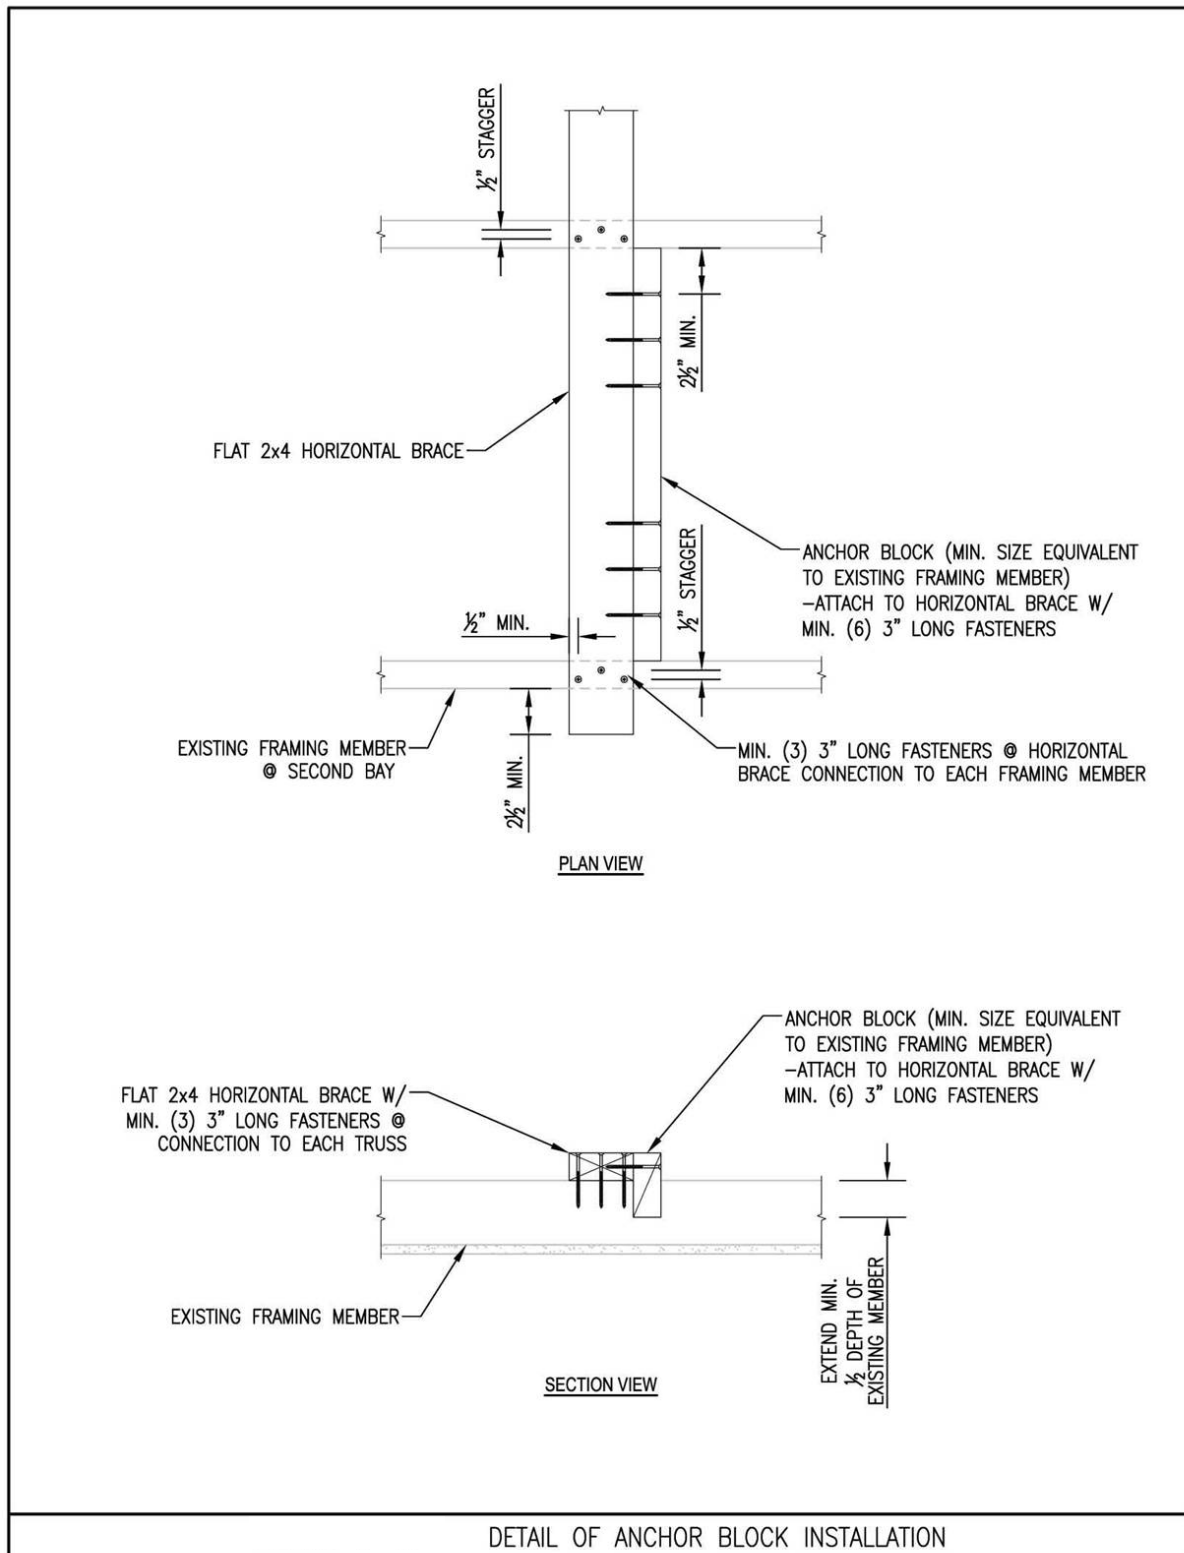 ½" STAGGER
2½" MIN.
FLAT 2x4 HORIZONTAL BRACE
ANCHOR BLOCK (MIN. SIZE EQUIVALENT
TO EXISTING FRAMING MEMBER)
-ATTACH TO HORIZONTAL BRACE W/
MIN. (6) 3" LONG FASTENERS
½" STAGGER
½" MIN.
EXISTING FRAMING MEMBER
@ SECOND BAY
2½" MIN.
MIN. (3) 3" LONG FASTENERS @ HORIZONTAL
BRACE CONNECTION TO EACH FRAMING MEMBER
PLAN VIEW
ANCHOR BLOCK (MIN. SIZE EQUIVALENT
TO EXISTING FRAMING MEMBER)
-ATTACH TO HORIZONTAL BRACE W/
MIN. (6) 3" LONG FASTENERS
FLAT 2x4 HORIZONTAL BRACE W/
MIN. (3) 3" LONG FASTENERS @
CONNECTION TO EACH TRUSS
EXISTING FRAMING MEMBER
EXTEND MIN.
½ DEPTH OF
EXISTING MEMBER
SECTION VIEW
DETAIL OF ANCHOR BLOCK INSTALLATION